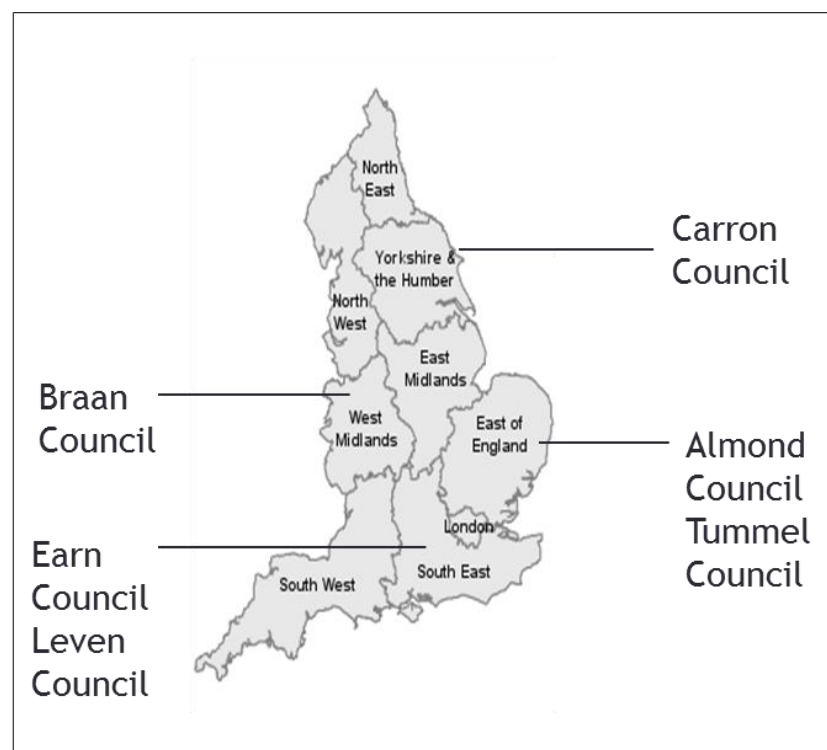 North
East
Carron
Council
Yorkshire &
the Humber
North
West
East
Midlands
Braan
Council
West
Midlands
East of
England
Almond
Council
Tummel
Council
London
Earn
Council
Leven
Council
South West
South East